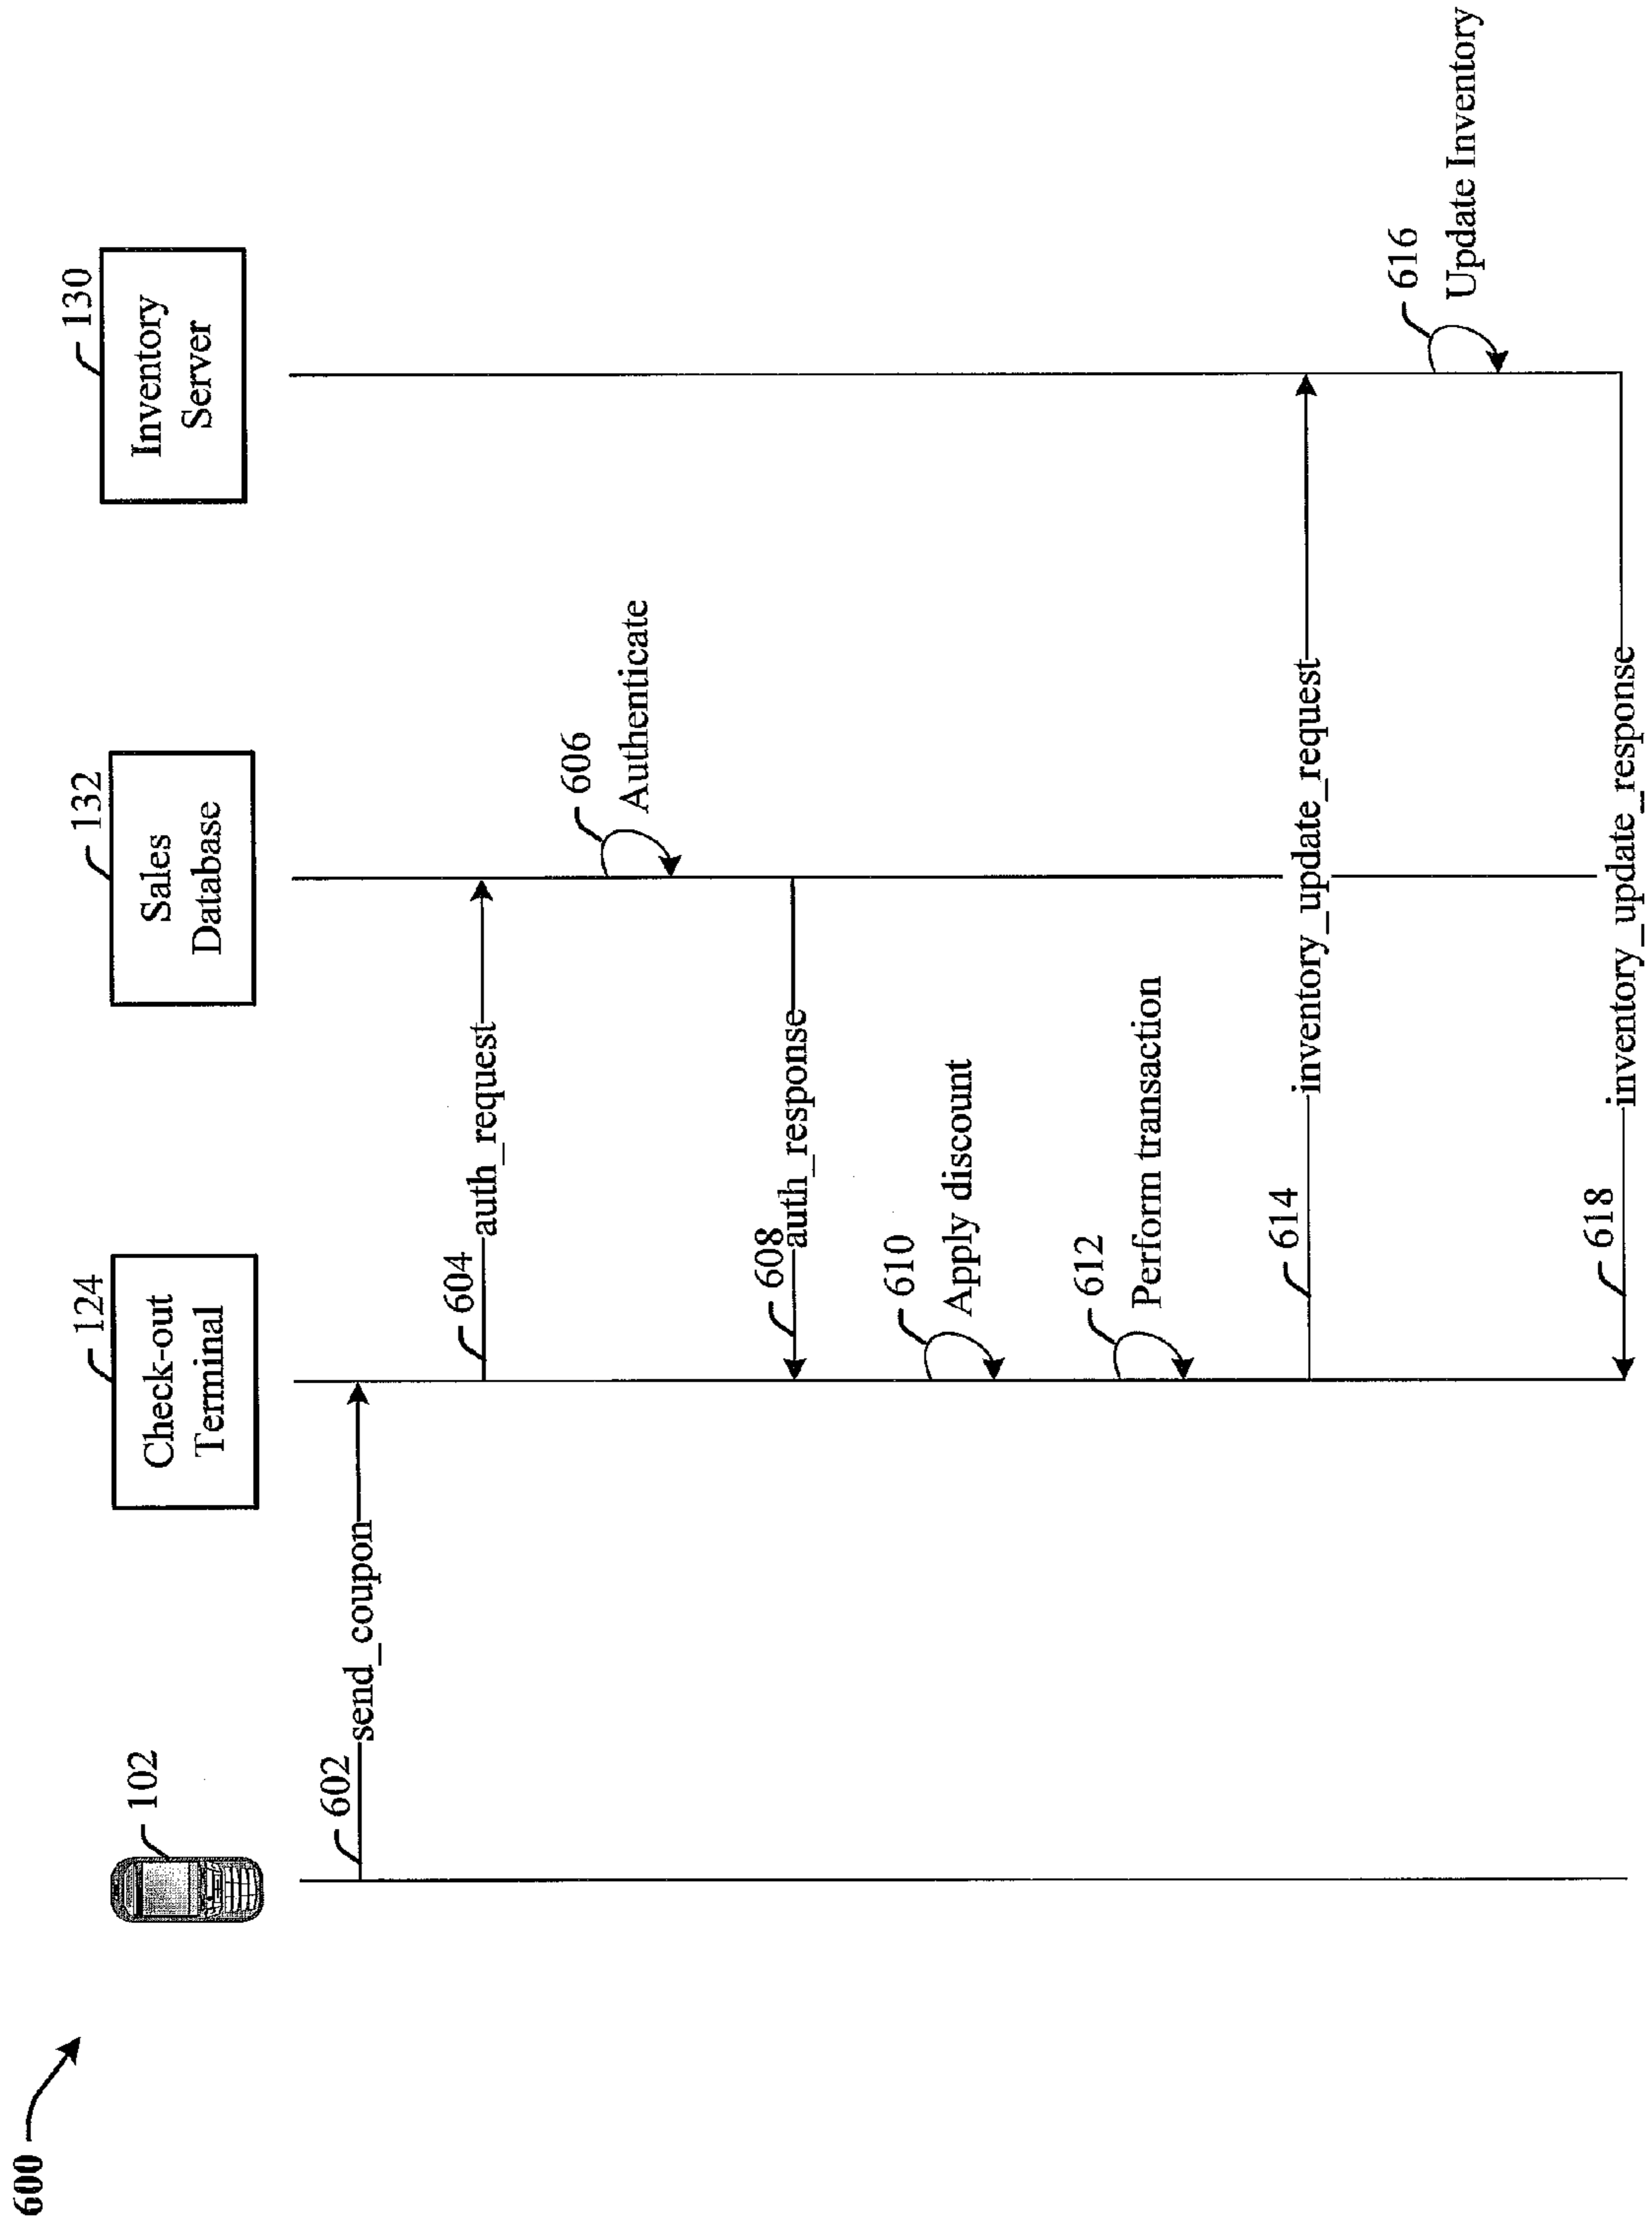 600
102
124
Check-out
Terminal
132
Sales
Database
130
Inventory
Server
602
send_coupon
604
auth_request
606
Authenticate
608
auth_response
610
Apply discount
612
Perform transaction
614
inventory_update_request
616
Update Inventory
618
inventory_update_response